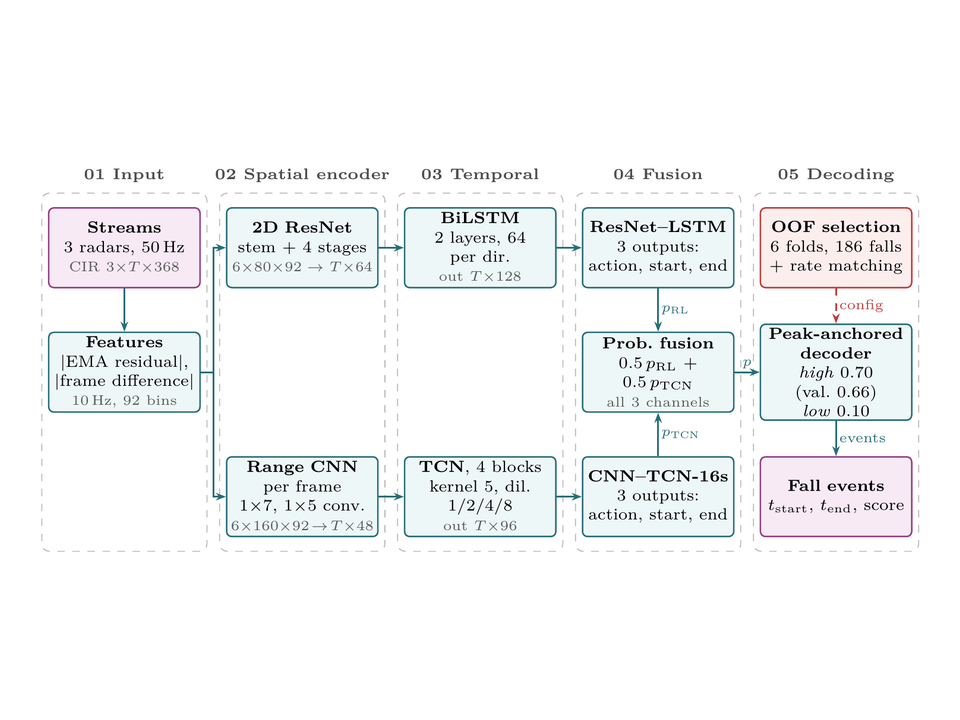 01 Input
02 Spatial encoder
03 Temporal
04 Fusion
05 Decoding
Streams
3 radars, 50 Hz
CIR 3×T×368
Features
|EMA residual|,
|frame difference|
10 Hz, 92 bins
2D ResNet
stem + 4 stages
6×80×92 → T×64
Range CNN
per frame
1×7, 1×5 conv.
6×160×92→T×48
BiLSTM
2 layers, 64
per dir.
out T×128
TCN, 4 blocks
kernel 5, dil.
1/2/4/8
out T×96
ResNet–LSTM
3 outputs:
action, start, end
p_RL
Prob. fusion
0.5 p_RL +
0.5 p_TCN
all 3 channels
p_TCN
CNN–TCN-16s
3 outputs:
action, start, end
p
OOF selection
6 folds, 186 falls
+ rate matching
config
Peak-anchored
decoder
high 0.70
(val. 0.66)
low 0.10
events
Fall events
t_start, t_end, score